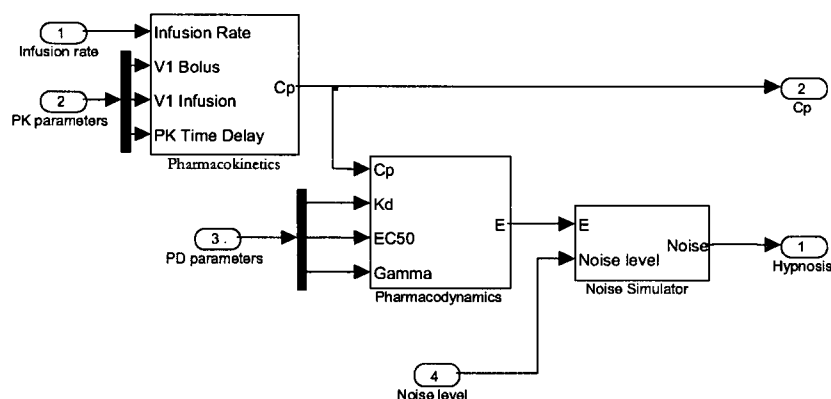 1
Infusion rate
2
PK parameters
Infusion Rate
V1 Bolus
V1 Infusion
PK Time Delay
Cp
Pharmacokinetics
2
Cp
3 .
PD parameters
Cp
Kd
EC50
Gamma
E
Pharmacodynamics
E
Noise level
Noise
Noise Simulator
1
Hypnosis
4
Noise level